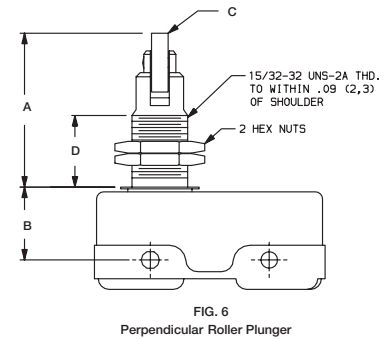 C
A
15/32-32 UNS-2A THD.
TO WITHIN .09 (2,3)
OF SHOULDER
D
2 HEX NUTS
B
FIG. 6
Perpendicular Roller Plunger